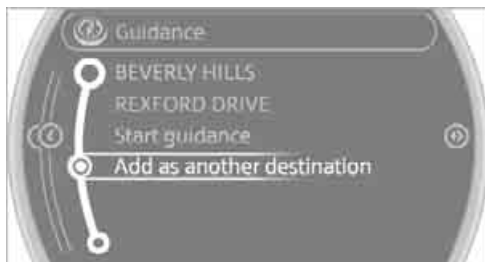 Guidance
BEVERLY HILLS
REXFORD DRIVE
Start guidance
Add as another destination